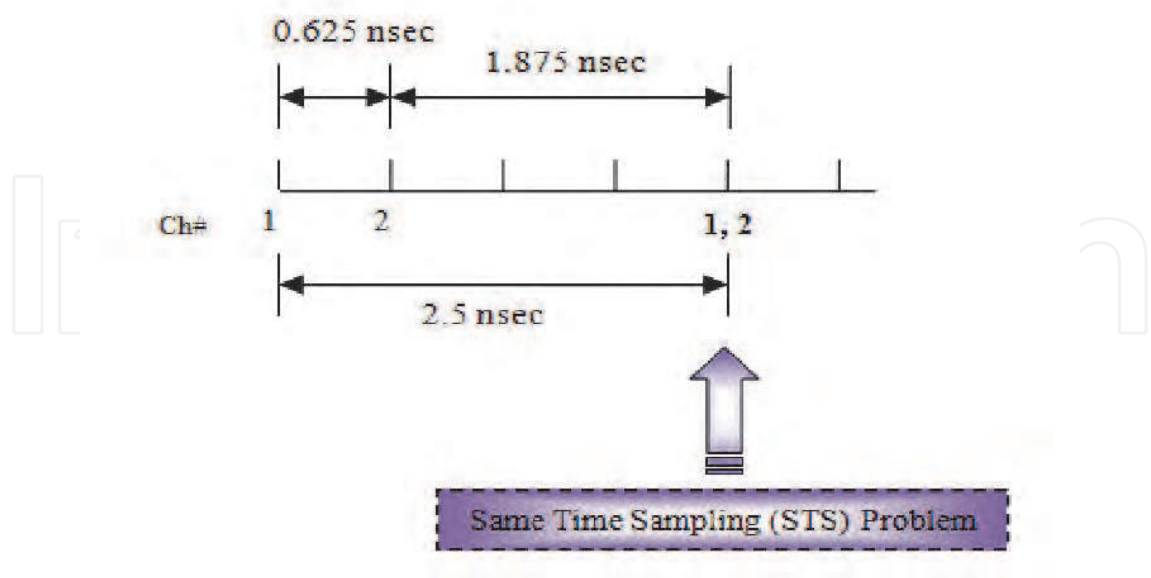 0.625 nsec
1.875 nsec
Ch# 1 2 1, 2
2.5 nsec
Same Time Sampling (STS) Problem